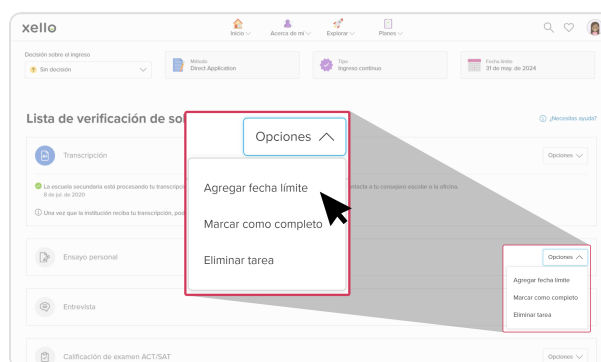 xello
Inicio
Acerca de mí
Explorar
Planes
Decisión sobre el ingreso
Sin decisión
Método
Direct Application
Tipo
Ingreso continuo
Fecha límite
31 de may. de 2024
Lista de verificación de so
¿Necesitas ayuda?
Opciones
Transcripción
Opciones
La escuela secundaria está procesando tu transcripci
ntacta a tu consejero escolar o la oficina.
8 de jul. de 2020
Agregar fecha límite
Una vez que la institución reciba tu transcripción, pod
Marcar como completo
Ensayo personal
Opciones
Eliminar tarea
Agregar fecha límite
Marcar como completo
Entrevista
Eliminar tarea
Calificación de examen ACT/SAT
Opciones